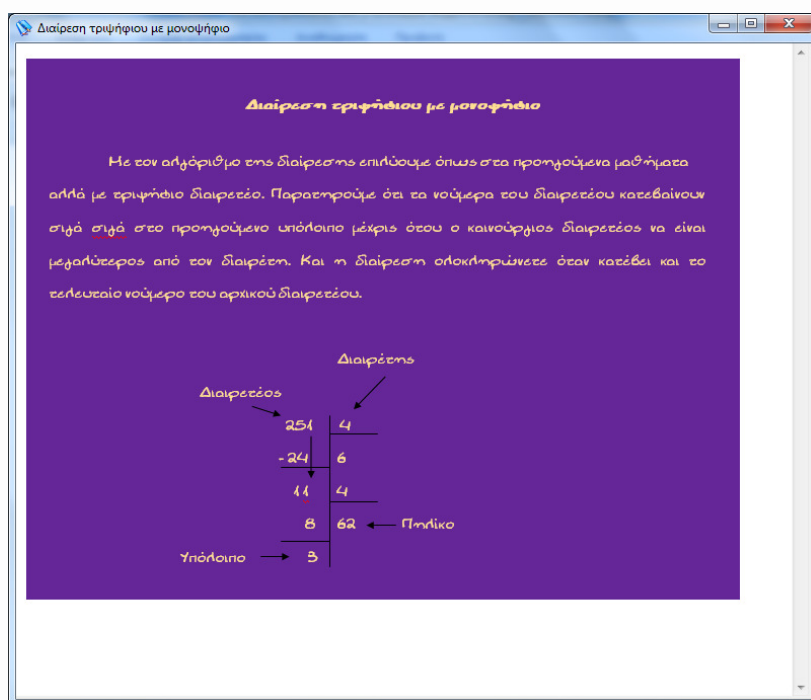 Διαίρεση τριψήφιου με μονοψήφιο
Διαίρεση τριψήφιου με μονοψήφιο
Με τον αλγόριθμο της διαίρεσης επιλύουμε όπως στα προηγούμενα μαθήματα
αλλά με τριψήφιο διαιρετέο. Παρατηρούμε ότι τα νούμερα του διαιρετέου κατεβαίνουν
σιγά σιγά στο προηγούμενο υπόλοιπο μέχρις ότου ο καινούργιος διαιρετέος να είναι
μεγαλύτερος από τον διαιρέτη. Και η διαίρεση ολοκληρώνετε όταν κατέβει και το
τελευταίο νούμερο του αρχικού διαιρετέου.
Διαιρέτης
Διαιρετέος
251 4
-24 6
11 4
8 62 Πηλίκο
Υπόλοιπο 3